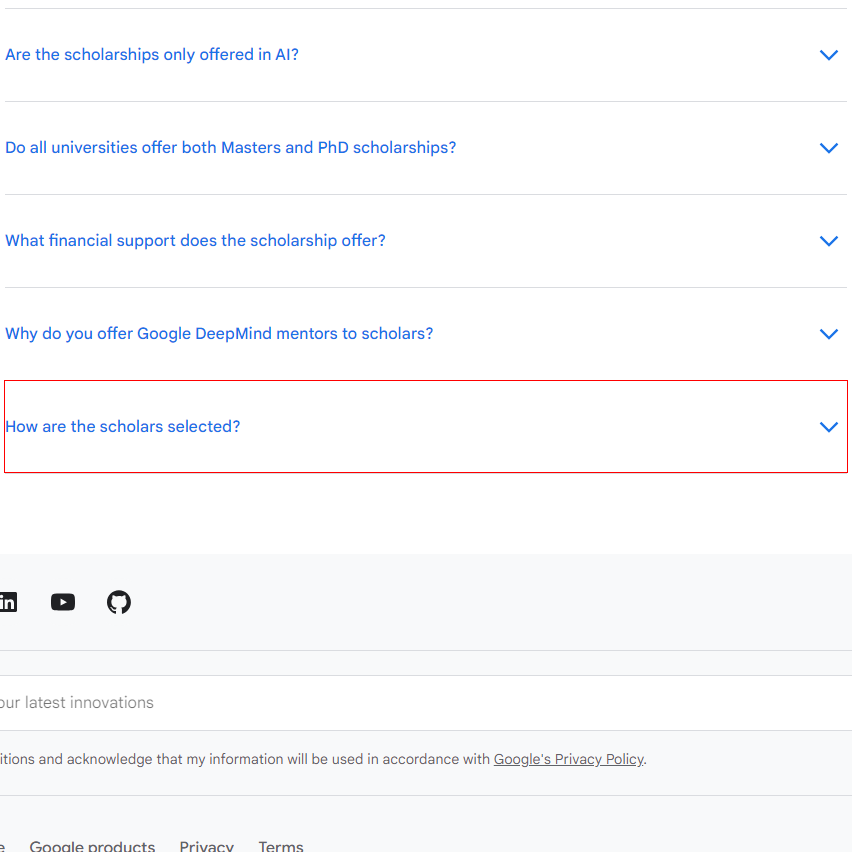 Are the scholarships only offered in AI?
Do all universities offer both Masters and PhD scholarships?
What financial support does the scholarship offer?
Why do you offer Google DeepMind mentors to scholars?
How are the scholars selected?
in
our latest innovations
and acknowledge that my information will be used in accordance with Google's Privacy Policy.
Google products Privacy Terms